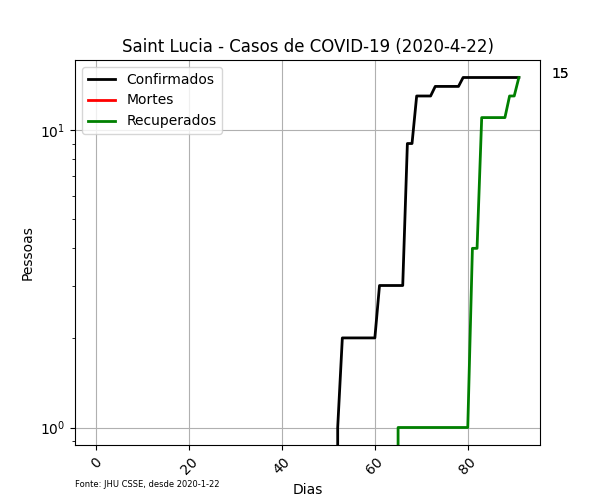 Saint Lucia - Casos de COVID-19 (2020-4-22)
Confirmados
Mortes
Recuperados
15
10¹
10⁰
Pessoas
0 20 40 60 80
Dias
Fonte: JHU CSSE, desde 2020-1-22